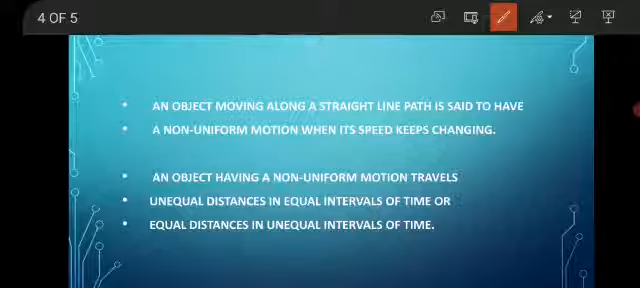 4 OF 5
• AN OBJECT MOVING ALONG A STRAIGHT LINE PATH IS SAID TO HAVE
• A NON-UNIFORM MOTION WHEN ITS SPEED KEEPS CHANGING.
• AN OBJECT HAVING A NON-UNIFORM MOTION TRAVELS
• UNEQUAL DISTANCES IN EQUAL INTERVALS OF TIME OR
• EQUAL DISTANCES IN UNEQUAL INTERVALS OF TIME.